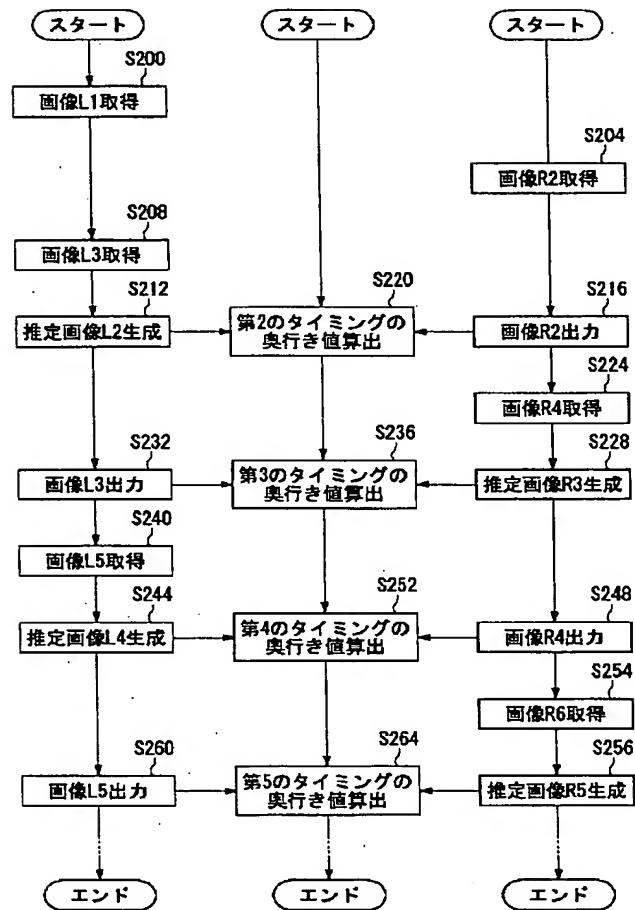 スタート
スタート
スタート
S200
画像L1取得
S204
画像R2取得
S208
画像L3取得
S212
推定画像L2生成
S220
第2のタイミングの
奥行き値算出
S216
画像R2出力
S224
画像R4取得
S232
画像L3出力
S236
第3のタイミングの
奥行き値算出
S228
推定画像R3生成
S240
画像L5取得
S244
推定画像L4生成
S252
第4のタイミングの
奥行き値算出
S248
画像R4出力
S254
画像R6取得
S260
画像L5出力
S264
第5のタイミングの
奥行き値算出
S256
推定画像R5生成
エンド
エンド
エンド